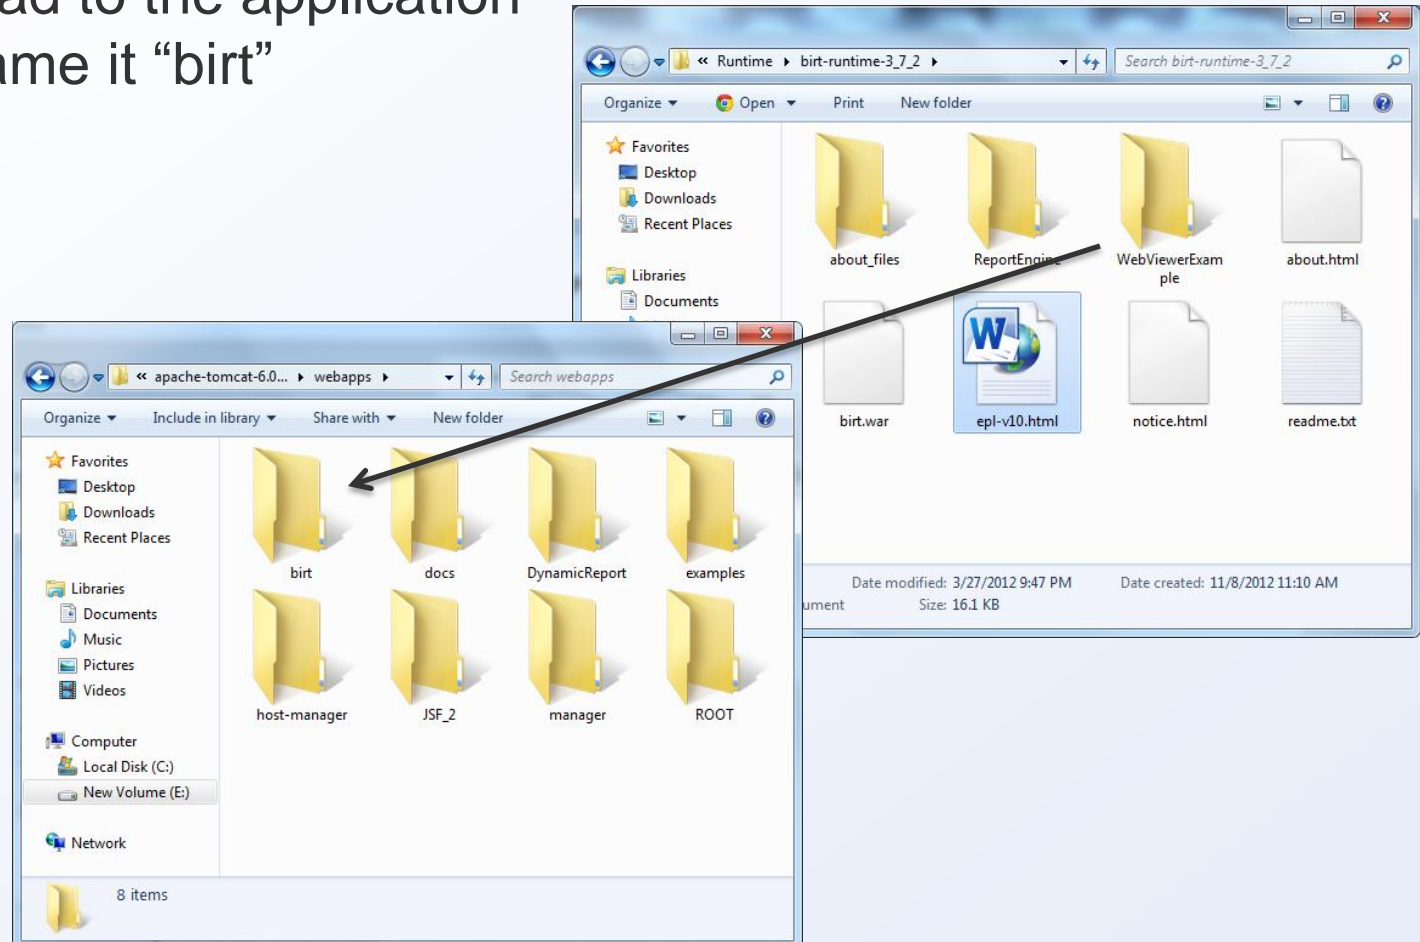 ad to the application
ame it “birt”
« Runtime ▸ birt-runtime-3_7_2 ▸
Search birt-runtime-3_7_2
Organize ▾ Open ▾ Print New folder
Favorites
Desktop
Downloads
Recent Places
Libraries
Documents
about_files
ReportEngine
WebViewerExam
ple
about.html
birt.war
epl-v10.html
notice.html
readme.txt
Date modified: 3/27/2012 9:47 PM Date created: 11/8/2012 11:10 AM
ument Size: 16.1 KB
« apache-tomcat-6.0... ▸ webapps ▸
Search webapps
Organize ▾ Include in library ▾ Share with ▾ New folder
Favorites
Desktop
Downloads
Recent Places
Libraries
Documents
Music
Pictures
Videos
Computer
Local Disk (C:)
New Volume (E:)
Network
birt
docs
DynamicReport
examples
host-manager
JSF_2
manager
ROOT
8 items